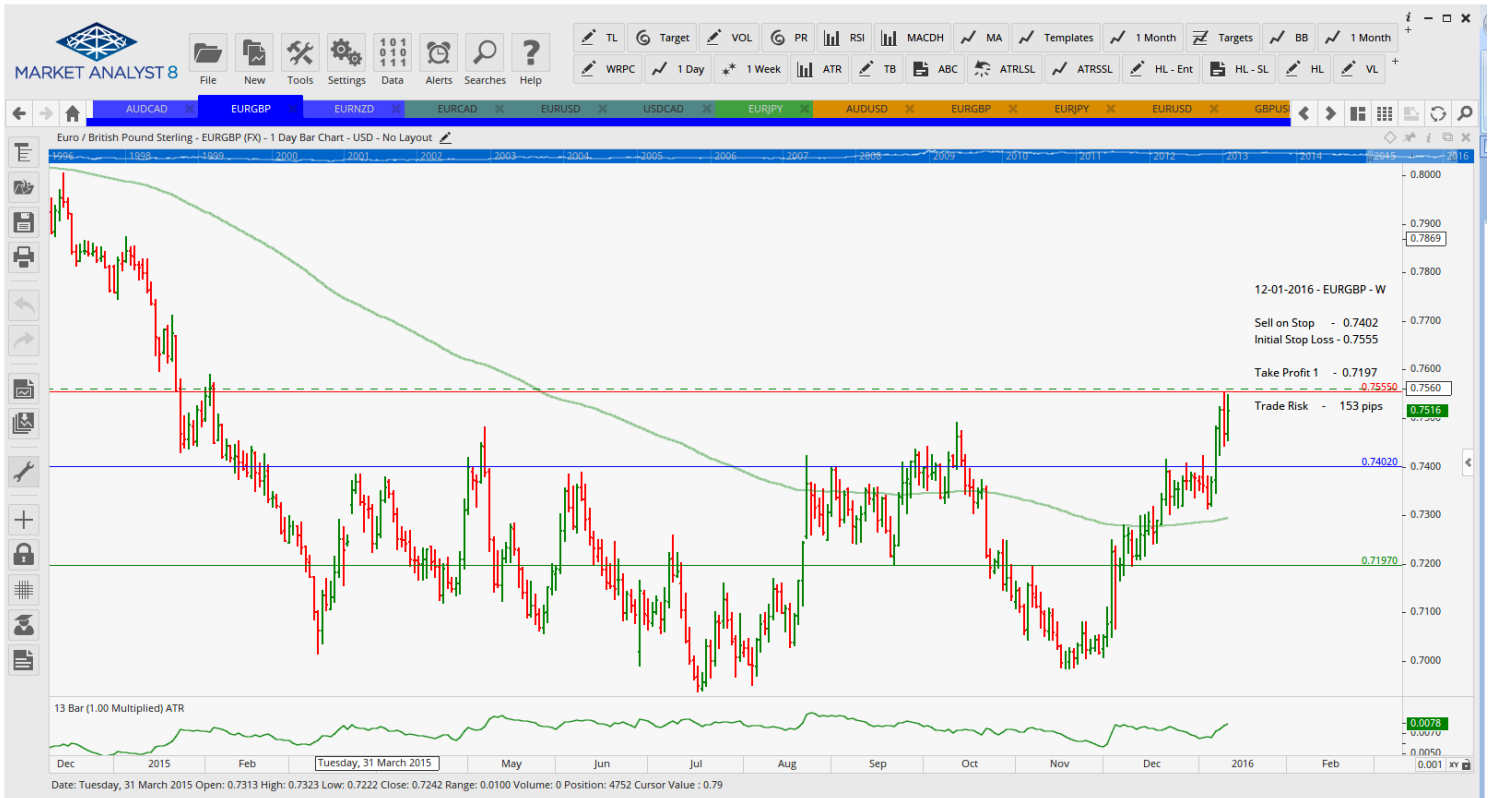 MARKET ANALYST 8
File New Tools Settings Data Alerts Searches Help
101
010
111
TL Target VOL PR RSI MACDH MA Templates 1 Month Targets BB 1 Month
WRPC 1 Day 1 Week ATR TB ABC ATRLSL ATRSSL HL - Ent HL - SL HL VL
AUDCAD EURGBP EURNZD EURCAD EURUSD USDCAD EURJPY AUDUSD EURGBP EURJPY EURUSD GBPUS
Euro / British Pound Sterling - EURGBP (FX) - 1 Day Bar Chart - USD - No Layout
1996 1998 1999 2000 2001 2002 2003 2004 2005 2006 2007 2008 2009 2010 2011 2012 2013 2014 2015 2016
0.8000
0.7900
0.7869
0.7800
0.7700
0.7600
0.7560
0.7516
0.7500
0.7400
0.7300
0.7200
0.7100
0.7000
12-01-2016 - EURGBP - W
Sell on Stop - 0.7402
Initial Stop Loss - 0.7555
Take Profit 1 - 0.7197
0.75550
Trade Risk - 153 pips
0.74020
0.71970
13 Bar (1.00 Multiplied) ATR
0.0078
0.0070
0.0050
Dec 2015 Feb Tuesday, 31 March 2015 May Jun Jul Aug Sep Oct Nov Dec 2016 Feb
0.001 XY
Date: Tuesday, 31 March 2015 Open: 0.7313 High: 0.7323 Low: 0.7222 Close: 0.7242 Range: 0.0100 Volume: 0 Position: 4752 Cursor Value : 0.79